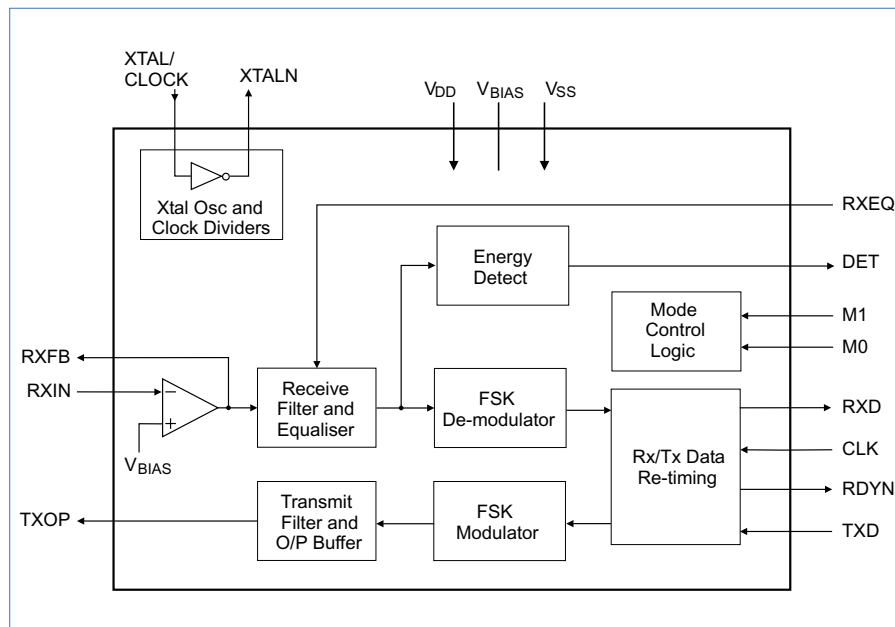 XTAL/
CLOCK
XTALN
VDD
VBIAS
VSS
Xtal Osc and
Clock Dividers
RXEQ
Energy
Detect
DET
Mode
Control
Logic
M1
M0
RXFB
RXIN
−
+
VBIAS
Receive
Filter and
Equaliser
FSK
De-modulator
Rx/Tx Data
Re-timing
RXD
CLK
RDYN
TXD
TXOP
Transmit
Filter and
O/P Buffer
FSK
Modulator